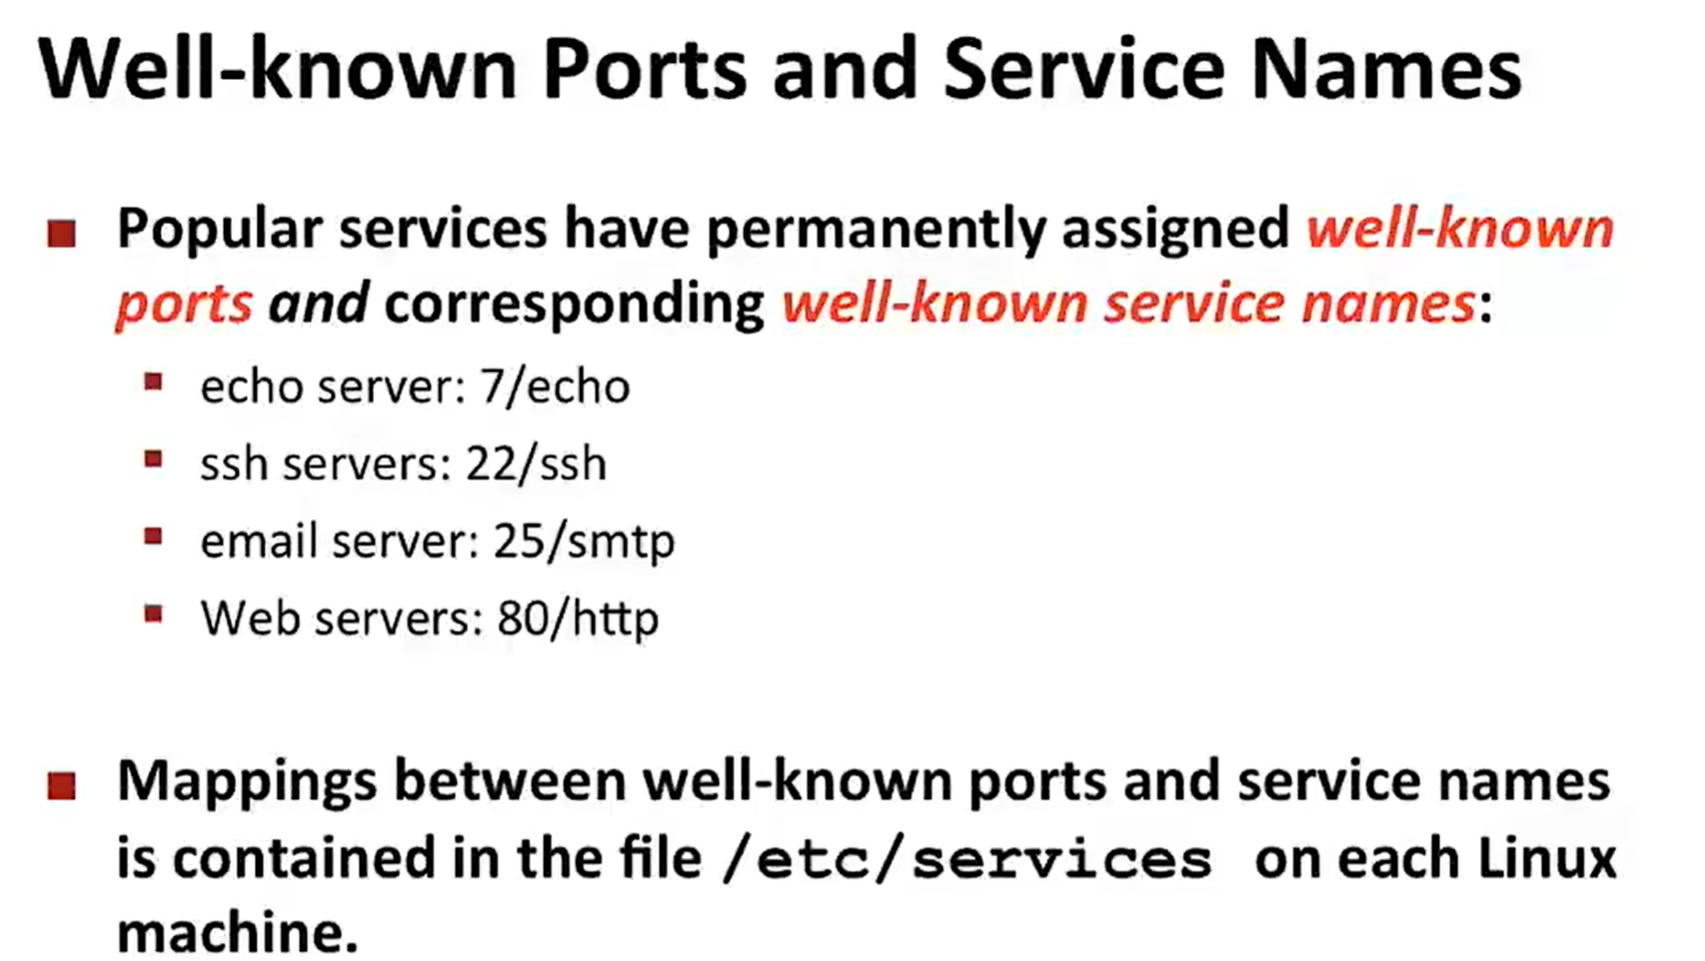 Well-known Ports and Service Names
Popular services have permanently assigned well-known
ports and corresponding well-known service names:
echo server: 7/echo
ssh servers: 22/ssh
email server: 25/smtp
Web servers: 80/http
Mappings between well-known ports and service names
is contained in the file /etc/services on each Linux
machine.